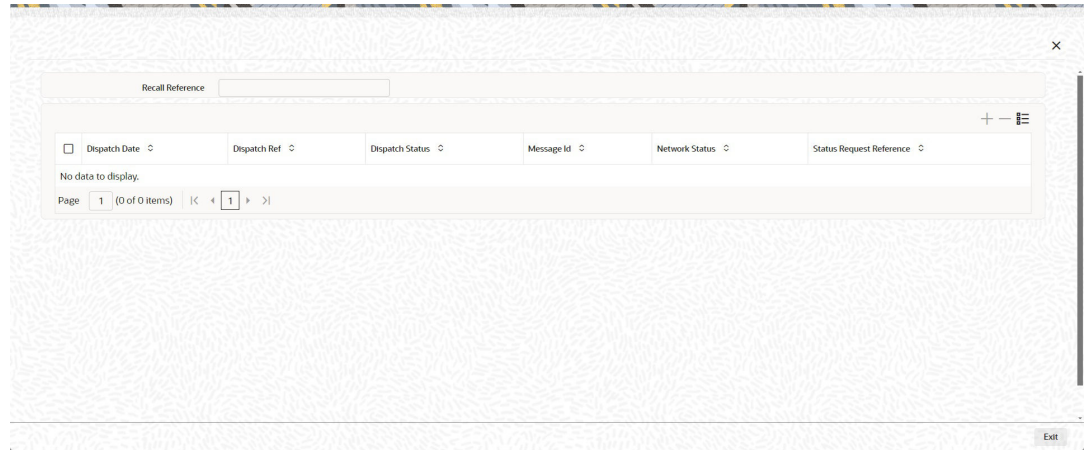 Recall Reference
Dispatch Date Dispatch Ref Dispatch Status Message Id Network Status Status Request Reference
No data to display.
Page 1 (0 of 0 items) 1
Exit